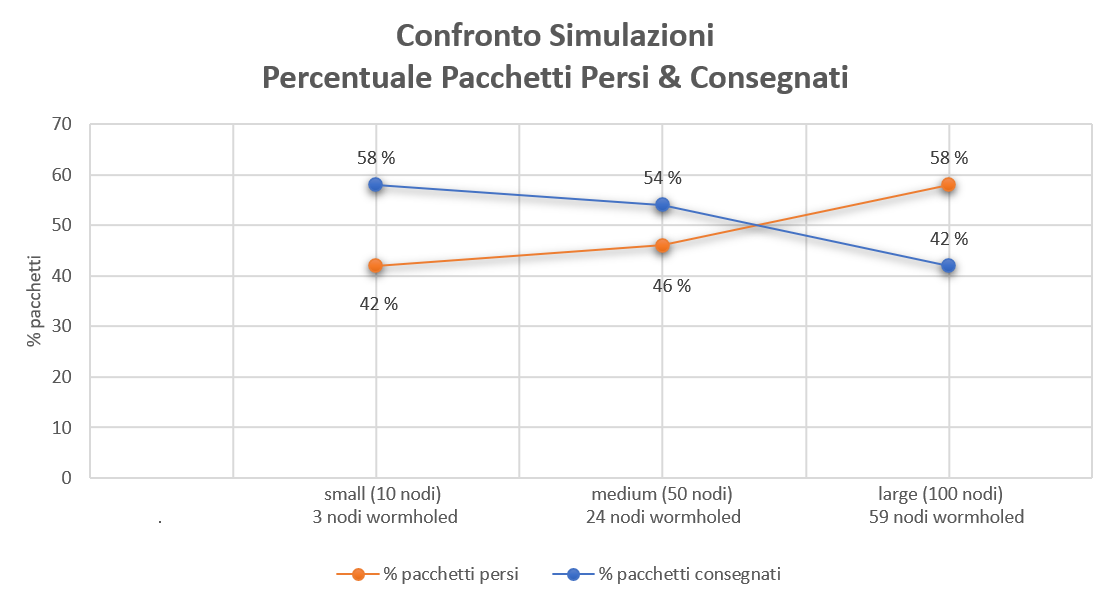 Confronto Simulazioni
Percentuale Pacchetti Persi & Consegnati
% pacchetti
70
60
50
40
30
20
10
0
58 %
54 %
58 %
42 %
46 %
42 %
small (10 nodi)
3 nodi wormholed
medium (50 nodi)
24 nodi wormholed
large (100 nodi)
59 nodi wormholed
.
% pacchetti persi
% pacchetti consegnati